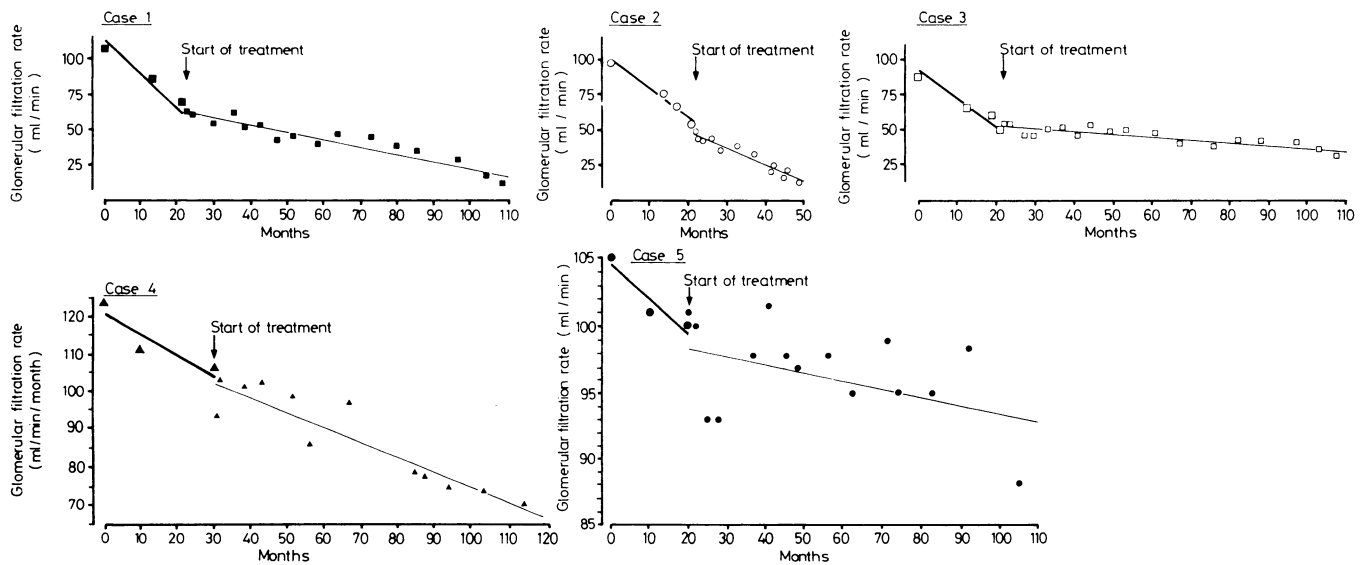 Case 1
Glomerular filtration rate
( ml / min )
Start of treatment
100
75
50
25
0 10 20 30 40 50 60 70 80 90 100 110
Months
Case 2
Glomerular filtration rate
( ml / min )
Start of treatment
100
75
50
25
0 10 20 30 40 50
Months
Case 3
Glomerular filtration rate
( ml / min )
Start of treatment
100
75
50
25
0 10 20 30 40 50 60 70 80 90 100 110
Months
Case 4
Glomerular filtration rate
( ml/min/month )
Start of treatment
120
110
100
90
80
70
0 10 20 30 40 50 60 70 80 90 100 110 120
Months
Case 5
Glomerular filtration rate ( ml / min )
Start of treatment
105
100
95
90
85
0 10 20 30 40 50 60 70 80 90 100 110
Months